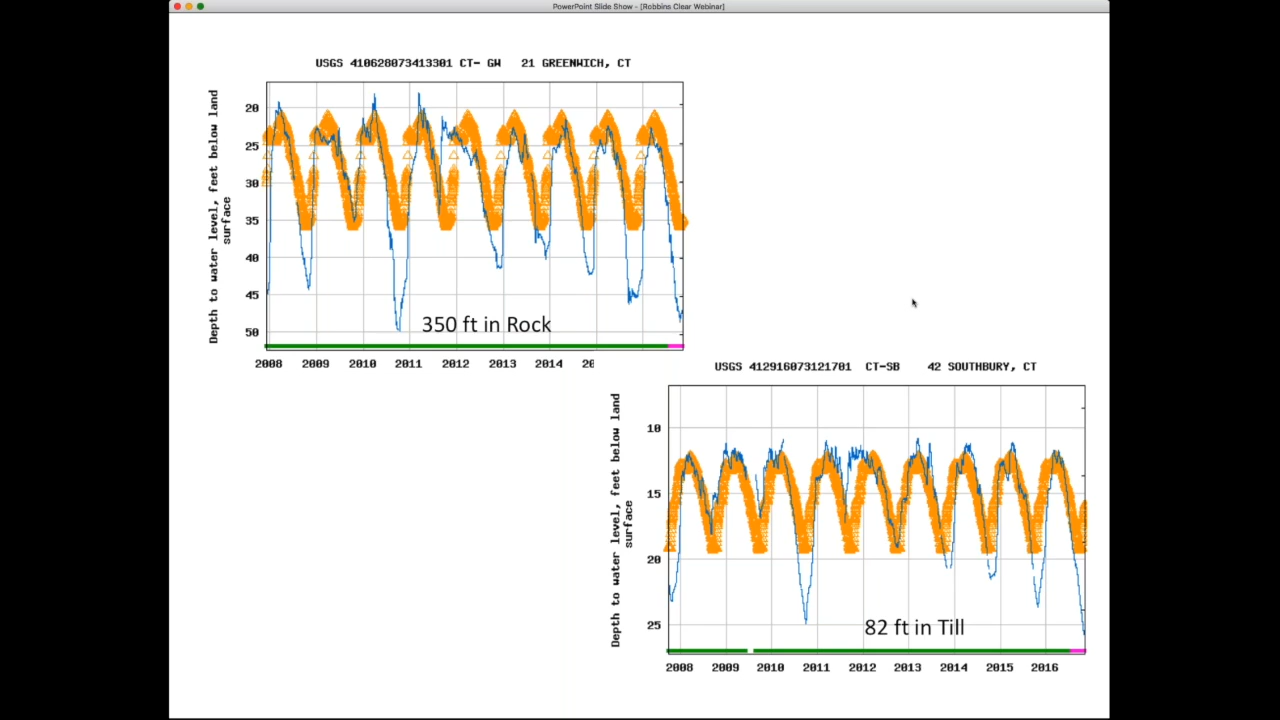 PowerPoint Slide Show - [Robbins Clear Webinar]
USGS 410628073413301 CT- GW 21 GREENWICH, CT
Depth to water level, feet below land
surface
20
25
30
35
40
45
50
350 ft in Rock
2008 2009 2010 2011 2012 2013 2014 20
USGS 412916073121701 CT-SB 42 SOUTHBURY, CT
Depth to water level, feet below land
surface
10
15
20
25
82 ft in Till
2008 2009 2010 2011 2012 2013 2014 2015 2016